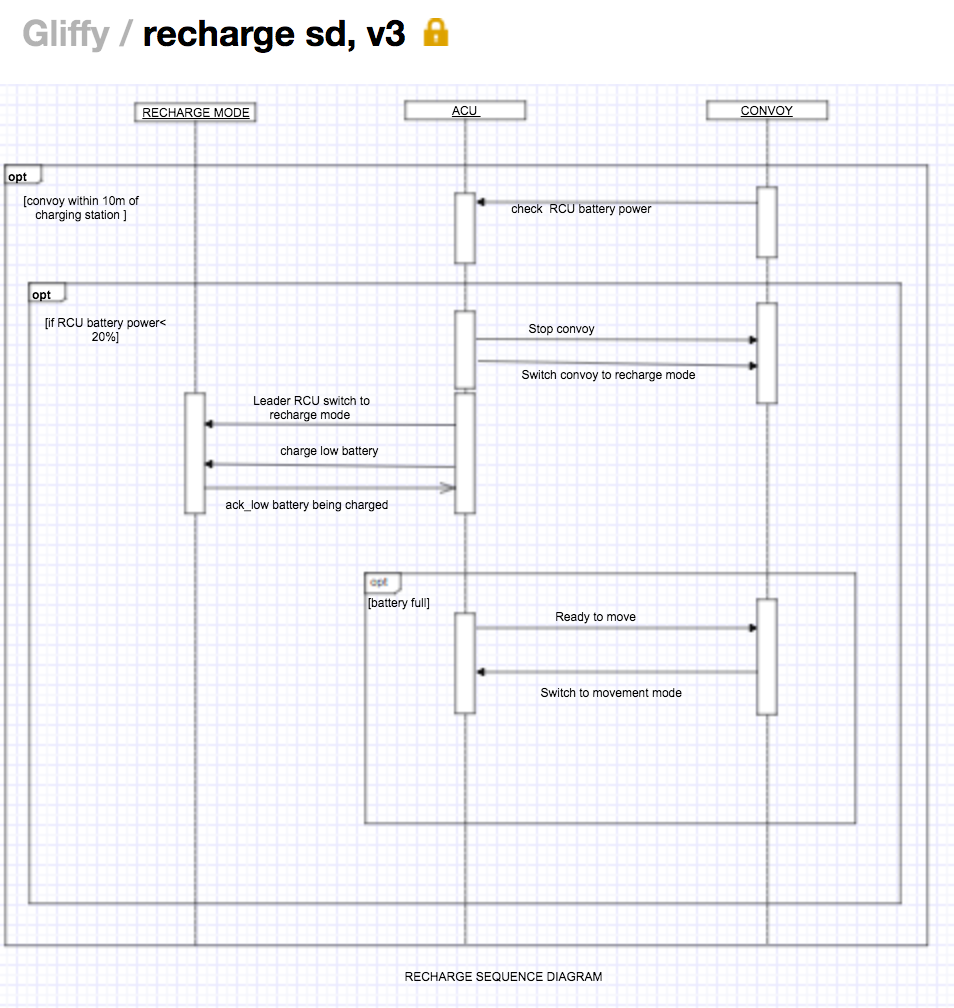 Gliffy / recharge sd, v3
RECHARGE MODE
ACU
CONVOY
opt
[convoy within 10m of
charging station ]
check RCU battery power
opt
[if RCU battery power<
20%]
Stop convoy
Switch convoy to recharge mode
Leader RCU switch to
recharge mode
charge low battery
ack_low battery being charged
opt
[battery full]
Ready to move
Switch to movement mode
RECHARGE SEQUENCE DIAGRAM